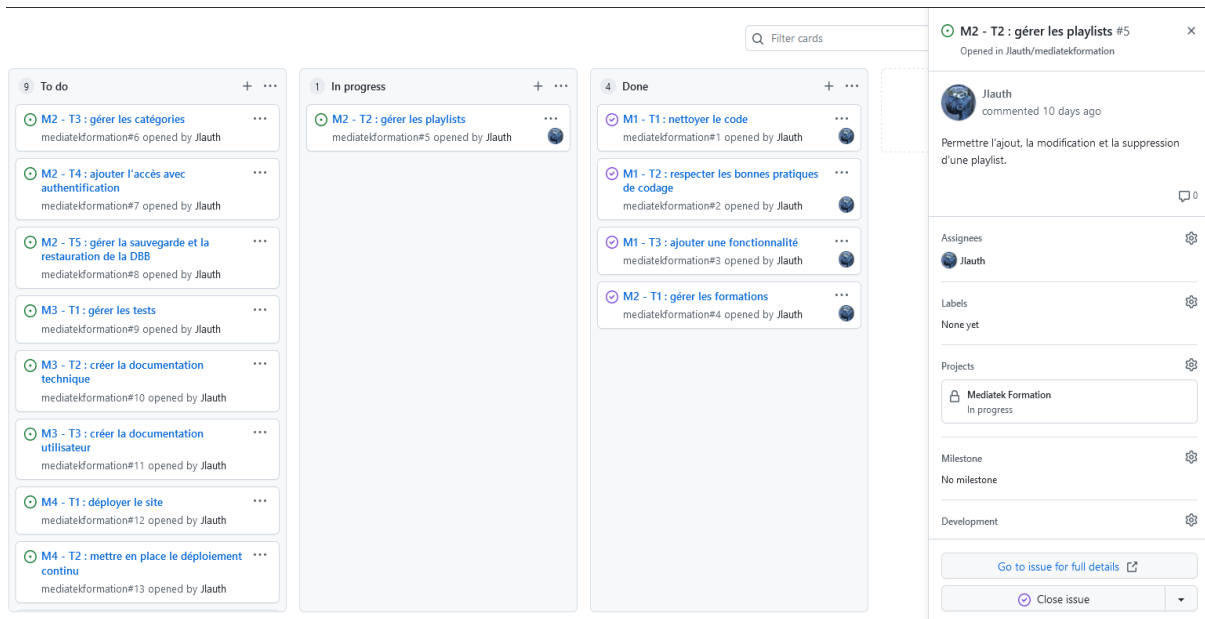 Filter cards
9 To do
M2 - T3 : gérer les catégories
mediatekformation#6 opened by Jlauth
M2 - T4 : ajouter l'accès avec
authentification
mediatekformation#7 opened by Jlauth
M2 - T5 : gérer la sauvegarde et la
restauration de la DBB
mediatekformation#8 opened by Jlauth
M3 - T1 : gérer les tests
mediatekformation#9 opened by Jlauth
M3 - T2 : créer la documentation
technique
mediatekformation#10 opened by Jlauth
M3 - T3 : créer la documentation
utilisateur
mediatekformation#11 opened by Jlauth
M4 - T1 : déployer le site
mediatekformation#12 opened by Jlauth
M4 - T2 : mettre en place le déploiement
continu
mediatekformation#13 opened by Jlauth
1 In progress
M2 - T2 : gérer les playlists
mediatekformation#5 opened by Jlauth
4 Done
M1 - T1 : nettoyer le code
mediatekformation#1 opened by Jlauth
M1 - T2 : respecter les bonnes pratiques
de codage
mediatekformation#2 opened by Jlauth
M1 - T3 : ajouter une fonctionnalité
mediatekformation#3 opened by Jlauth
M2 - T1 : gérer les formations
mediatekformation#4 opened by Jlauth
M2 - T2 : gérer les playlists #5
Opened in Jlauth/mediatekformation
Jlauth
commented 10 days ago
Permettre l'ajout, la modification et la suppression
d'une playlist.
0
Assignees
Jlauth
Labels
None yet
Projects
Mediatek Formation
In progress
Milestone
No milestone
Development
Go to issue for full details
Close issue